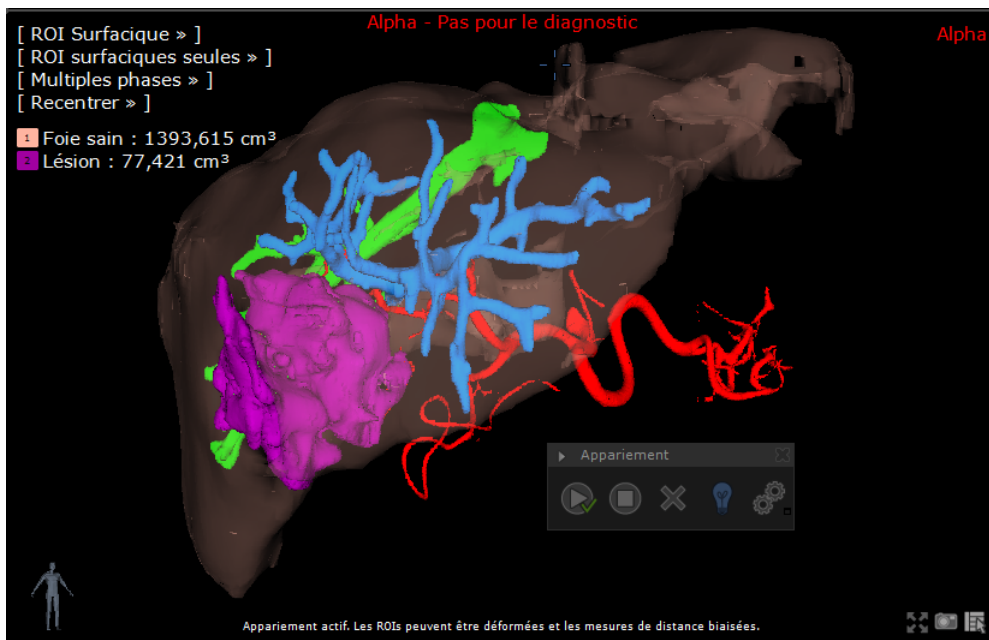 Alpha - Pas pour le diagnostic
Alpha
[ ROI Surfacique » ]
[ ROI surfaciques seules » ]
[ Multiples phases » ]
[ Recentrer » ]
1 Foie sain : 1393,615 cm³
2 Lésion : 77,421 cm³
Appariement
Appariement actif. Les ROIs peuvent être déformées et les mesures de distance biaisées.